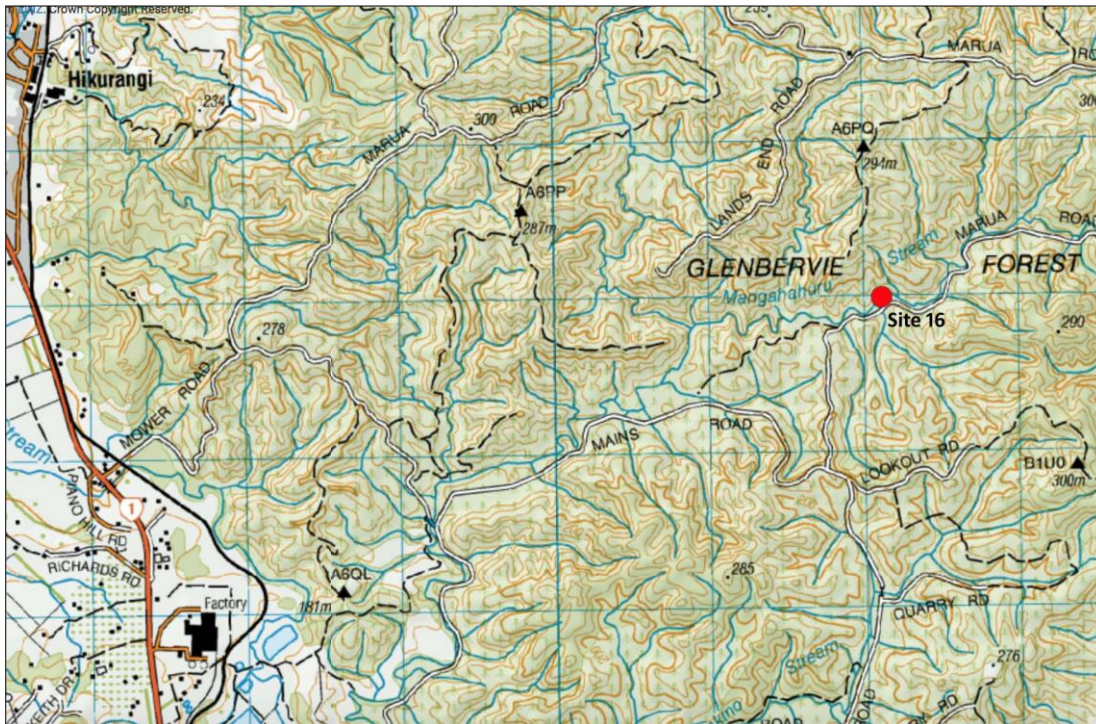 Crown Copyright Reserved.
Hikurangi
234
300
MARUA
ROAD
MARUA
A6PQ
294m
LANDS END ROAD
A6PP
287m
Stream
MARUA
ROAD
GLENBERVIE
FOREST
Mangahahuru
Site 16
290
278
MOWER ROAD
MAINS
ROAD
LOOKOUT RD
B1U0
300m
Stream
1
PIANO HILL RD
RICHARDS RD
A6QL
181m
Factory
285
QUARRY RD
Stream
276
ROAD
ROAD
RD